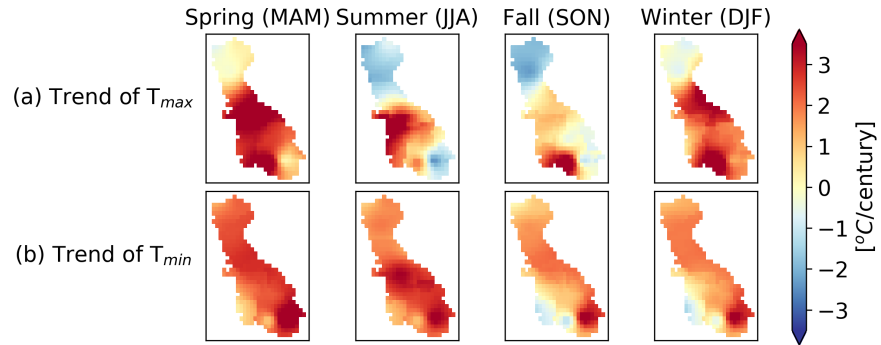 Spring (MAM) Summer (JJA) Fall (SON) Winter (DJF)
(a) Trend of Tmax
(b) Trend of Tmin
3
2
1
0
−1
−2
−3
[°C/century]